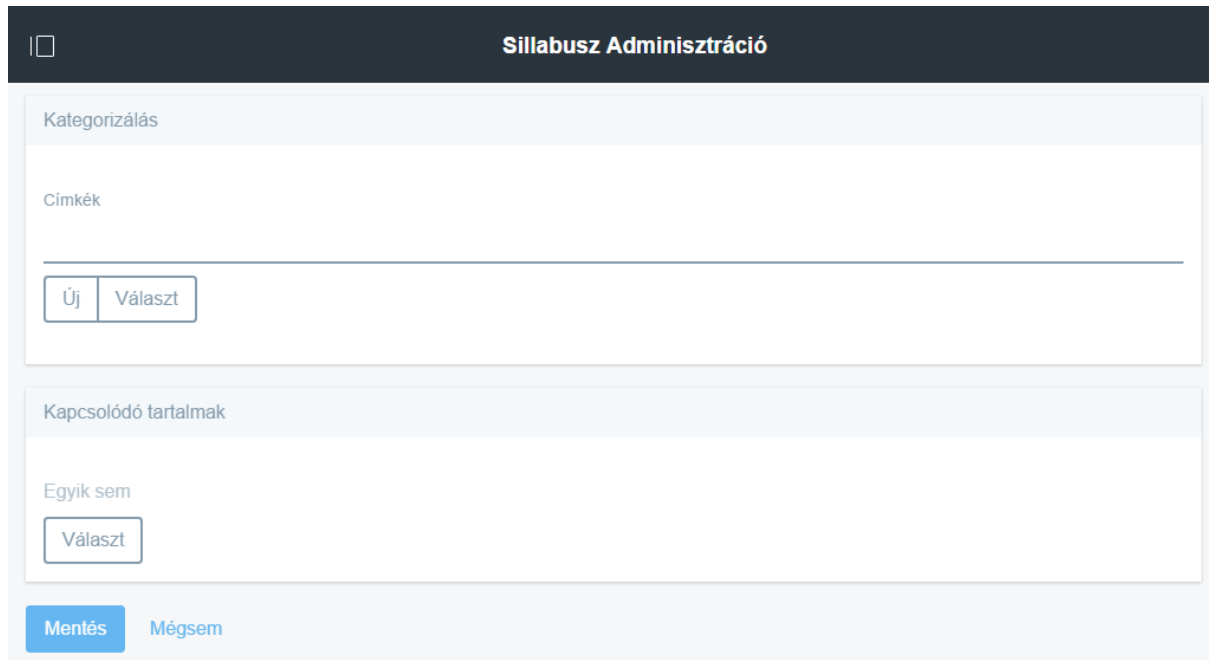 Sillabusz Adminisztráció
Kategorizálás
Címkék
Új Választ
Kapcsolódó tartalmak
Egyik sem
Választ
Mentés Mégsem